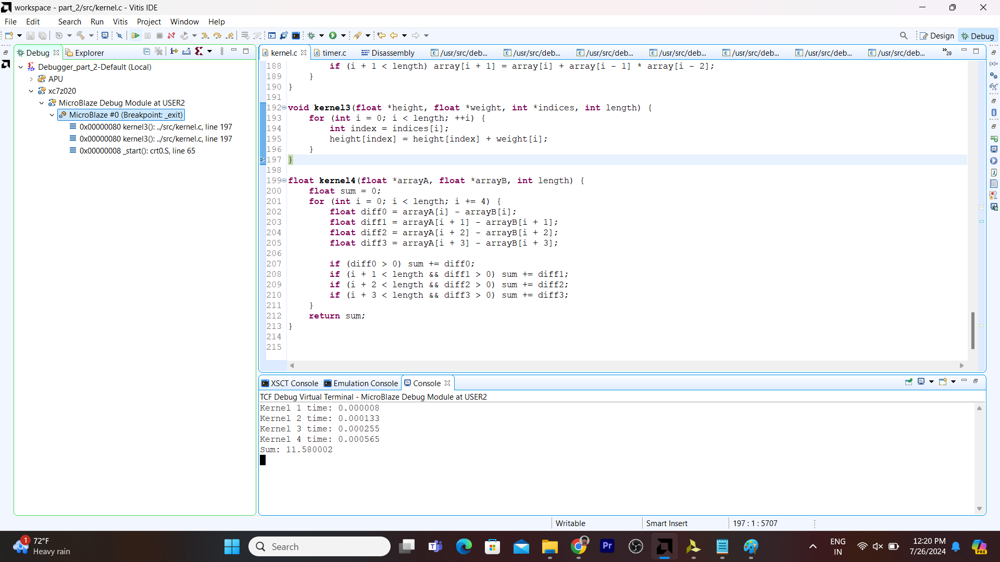 workspace - part_2/src/kernel.c - Vitis IDE
File Edit Search Run Vitis Project Window Help
Design Debug
Debug Explorer
Debugger_part_2-Default (Local)
APU
xc7z020
MicroBlaze Debug Module at USER2
MicroBlaze #0 (Breakpoint: _exit)
0x00000080 kernel3(): ../src/kernel.c, line 197
0x00000080 kernel3(): ../src/kernel.c, line 197
0x00000008 _start(): crt0.S, line 65
kernel.c timer.c Disassembly /usr/src/deb... /usr/src/deb... /usr/src/deb... /usr/src/deb... /usr/src/deb... /usr/src/deb... /usr/src/deb... »29
188 if (i + 1 < length) array[i + 1] = array[i] + array[i - 1] * array[i - 2];
189 }
190 }
191
192 void kernel3(float *height, float *weight, int *indices, int length) {
193 for (int i = 0; i < length; ++i) {
194 int index = indices[i];
195 height[index] = height[index] + weight[i];
196 }
197 }
198
199 float kernel4(float *arrayA, float *arrayB, int length) {
200 float sum = 0;
201 for (int i = 0; i < length; i += 4) {
202 float diff0 = arrayA[i] - arrayB[i];
203 float diff1 = arrayA[i + 1] - arrayB[i + 1];
204 float diff2 = arrayA[i + 2] - arrayB[i + 2];
205 float diff3 = arrayA[i + 3] - arrayB[i + 3];
206
207 if (diff0 > 0) sum += diff0;
208 if (i + 1 < length && diff1 > 0) sum += diff1;
209 if (i + 2 < length && diff2 > 0) sum += diff2;
210 if (i + 3 < length && diff3 > 0) sum += diff3;
211 }
212 return sum;
213 }
214
215
XSCT Console Emulation Console Console
TCF Debug Virtual Terminal - MicroBlaze Debug Module at USER2
Kernel 1 time: 0.000008
Kernel 2 time: 0.000133
Kernel 3 time: 0.000255
Kernel 4 time: 0.000565
Sum: 11.580002
Writable Smart Insert 197 : 1 : 5707
1
72°F
Heavy rain
Search
Pr
ENG
IN
12:20 PM
7/26/2024
PRE